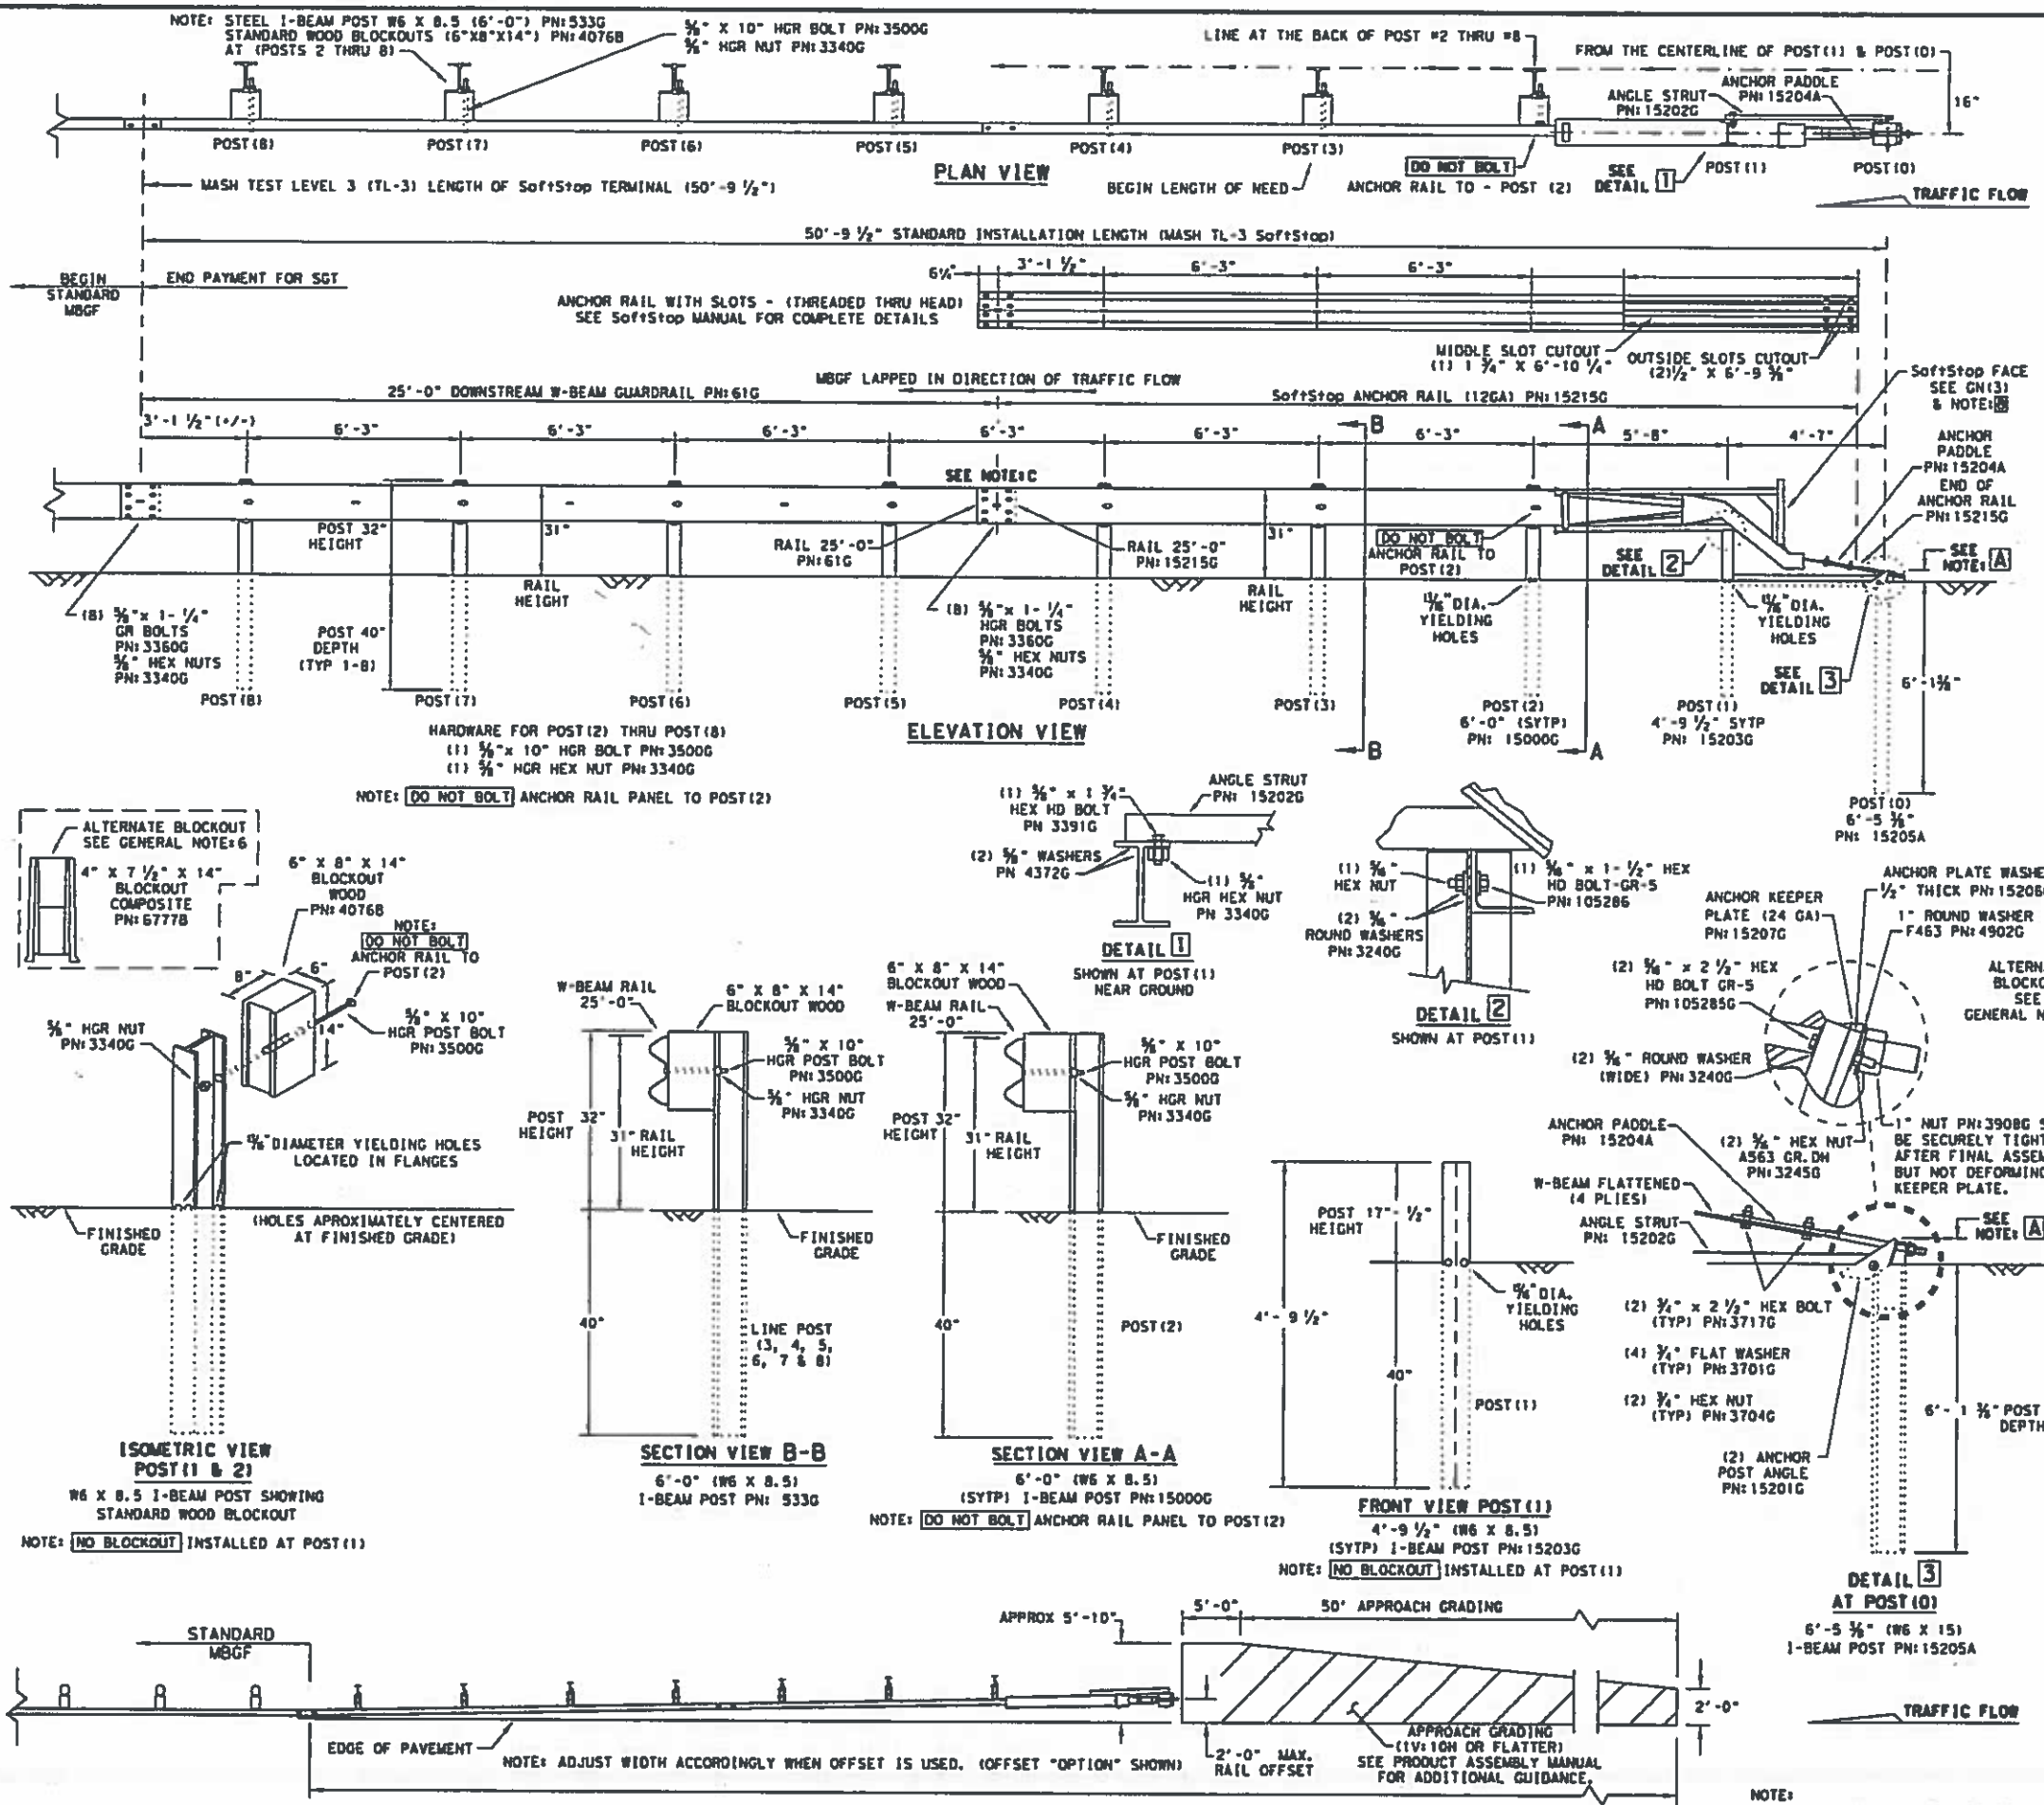 NOTE: STEEL I-BEAM POST W6 X 8.5 (6'-0") PN:533G
STANDARD WOOD BLOCKOUTS (6"X8"X14") PN:4076B
AT (POSTS 2 THRU 8)
5/8" X 10" HGR BOLT PN:3500G
5/8" HGR NUT PN:3340G
LINE AT THE BACK OF POST #2 THRU #8
FROM THE CENTERLINE OF POST(1) & POST(0)
ANCHOR PADDLE
PN:15204A
ANGLE STRUT
PN:15202G
16"
POST(8)
POST(7)
POST(6)
POST(5)
POST(4)
POST(3)
POST(1)
POST(0)
PLAN VIEW
DO NOT BOLT
ANCHOR RAIL TO - POST (2)
SEE
DETAIL 1
MASH TEST LEVEL 3 (TL-3) LENGTH OF SoftStop TERMINAL (50'-9 1/2")
BEGIN LENGTH OF NEED
TRAFFIC FLOW
50'-9 1/2" STANDARD INSTALLATION LENGTH (MASH TL-3 SoftStop)
BEGIN
STANDARD
MBGF
END PAYMENT FOR SGT
6 1/4"
3'-1 1/2"
6'-3"
6'-3"
ANCHOR RAIL WITH SLOTS - (THREADED THRU HEAD)
SEE SoftStop MANUAL FOR COMPLETE DETAILS
MIDDLE SLOT CUTOUT
(1) 1 3/4" X 6'-10 1/4"
OUTSIDE SLOTS CUTOUT
(2) 1/2" X 6'-9 5/8"
MBGF LAPPED IN DIRECTION OF TRAFFIC FLOW
25'-0" DOWNSTREAM W-BEAM GUARDRAIL PN:61G
SoftStop ANCHOR RAIL (12GA) PN:15215G
SoftStop FACE
SEE GN(3)
& NOTE:
3'-1 1/2" (+/-)
6'-3"
6'-3"
6'-3"
6'-3"
6'-3"
6'-3"
5'-8"
4'-7"
B
A
ANCHOR
PADDLE
PN:15204A
END OF
ANCHOR RAIL
PN:15215G
SEE NOTE:C
POST 32"
HEIGHT
31"
RAIL
HEIGHT
RAIL 25'-0"
PN:61G
RAIL 25'-0"
PN:15215G
31"
RAIL
HEIGHT
DO NOT BOLT
ANCHOR RAIL TO
POST(2)
SEE
DETAIL 2
SEE
NOTE: A
(8) 5/8"x 1-1/4"
GR BOLTS
PN:3360G
5/8" HEX NUTS
PN:3340G
POST 40"
DEPTH
(TYP 1-8)
(8) 5/8"x 1-1/4"
HGR BOLTS
PN:3360G
5/8" HEX NUTS
PN:3340G
13/16" DIA.
YIELDING
HOLES
13/16" DIA.
YIELDING
HOLES
SEE
DETAIL 3
6'-1 5/8"
POST(8)
POST(7)
POST(6)
POST(5)
POST(4)
POST(3)
POST(2)
6'-0" (SYTP)
PN: 15000G
POST(1)
4'-9 1/2" SYTP
PN: 15203G
HARDWARE FOR POST(2) THRU POST(8)
(1) 5/8"x 10" HGR BOLT PN:3500G
(1) 5/8" HGR HEX NUT PN:3340G
ELEVATION VIEW
B
A
NOTE: DO NOT BOLT ANCHOR RAIL PANEL TO POST(2)
POST(0)
6'-5 3/8"
PN: 15205A
ALTERNATE BLOCKOUT
SEE GENERAL NOTE:6
4" X 7 1/2" X 14"
BLOCKOUT
COMPOSITE
PN:6777B
6" X 8" X 14"
BLOCKOUT
WOOD
PN:4076B
NOTE:
DO NOT BOLT
ANCHOR RAIL TO
POST(2)
8"
6"
14"
5/8" X 10"
HGR POST BOLT
PN:3500G
5/8" HGR NUT
PN:3340G
13/16" DIAMETER YIELDING HOLES
LOCATED IN FLANGES
FINISHED
GRADE
(HOLES APROXIMATELY CENTERED
AT FINISHED GRADE)
ISOMETRIC VIEW
POST(1 & 2)
W6 X 8.5 I-BEAM POST SHOWING
STANDARD WOOD BLOCKOUT
NOTE: NO BLOCKOUT INSTALLED AT POST(1)
(1) 5/8" x 1 3/4"
HEX HD BOLT
PN 3391G
ANGLE STRUT
PN: 15202G
(2) 5/8" WASHERS
PN 4372G
(1) 5/8"
HGR HEX NUT
PN 3340G
DETAIL 1
SHOWN AT POST(1)
NEAR GROUND
(1) 5/16"
HEX NUT
(1) 5/16" x 1-1/2" HEX
HD BOLT-GR-5
PN:105286
(2) 5/16"
ROUND WASHERS
PN:3240G
DETAIL 2
SHOWN AT POST(1)
ANCHOR PLATE WASHE
1/2" THICK PN:15206
ANCHOR KEEPER
PLATE (24 GA)
PN:15207G
1" ROUND WASHER
F463 PN:4902G
(2) 5/16" x 2 1/2" HEX
HD BOLT GR-5
PN:105285G
ALTERN
BLOCKO
SEE
GENERAL N
(2) 5/16" ROUND WASHER
(WIDE) PN:3240G
(2) 5/16" HEX NUT
A563 GR.DH
PN:3245G
1" NUT PN:3908G S
BE SECURELY TIGHT
AFTER FINAL ASSEM
BUT NOT DEFORMING
KEEPER PLATE.
W-BEAM RAIL
25'-0"
6" X 8" X 14"
BLOCKOUT WOOD
5/8" X 10"
HGR POST BOLT
PN:3500G
5/8" HGR NUT
PN:3340G
POST 32"
HEIGHT
31" RAIL
HEIGHT
FINISHED
GRADE
40"
LINE POST
(3, 4, 5,
6, 7 & 8)
SECTION VIEW B-B
6'-0" (W6 X 8.5)
I-BEAM POST PN: 533G
6" X 8" X 14"
BLOCKOUT WOOD
W-BEAM RAIL
25'-0"
5/8" X 10"
HGR POST BOLT
PN:3500G
5/8" HGR NUT
PN:3340G
POST 32"
HEIGHT
31" RAIL
HEIGHT
FINISHED
GRADE
40"
POST(2)
SECTION VIEW A-A
6'-0" (W6 X 8.5)
(SYTP) I-BEAM POST PN:15000G
NOTE: DO NOT BOLT ANCHOR RAIL PANEL TO POST(2)
POST 17"-1/2"
HEIGHT
13/16" DIA.
YIELDING
HOLES
4'-9 1/2"
40"
POST(1)
FRONT VIEW POST(1)
4'-9 1/2" (W6 X 8.5)
(SYTP) I-BEAM POST PN:15203G
NOTE: NO BLOCKOUT INSTALLED AT POST(1)
ANCHOR PADDLE
PN: 15204A
W-BEAM FLATTENED
(4 PLIES)
ANGLE STRUT
PN: 15202G
SEE
NOTE: A
(2) 3/4" x 2 1/2" HEX BOLT
(TYP) PN:3717G
(4) 3/4" FLAT WASHER
(TYP) PN:3701G
(2) 3/4" HEX NUT
(TYP) PN:3704G
6'-1 5/8" POST
DEPTH
(2) ANCHOR
POST ANGLE
PN:15201G
DETAIL 3
AT POST(0)
6'-5 3/8" (W6 X 15)
I-BEAM POST PN:15205A
STANDARD
MBGF
APPROX 5'-10"
5'-0"
50' APPROACH GRADING
2'-0"
TRAFFIC FLOW
EDGE OF PAVEMENT
NOTE: ADJUST WIDTH ACCORDINGLY WHEN OFFSET IS USED. (OFFSET "OPTION" SHOWN)
2'-0" MAX.
RAIL OFFSET
APPROACH GRADING
(1V:10H OR FLATTER)
SEE PRODUCT ASSEMBLY MANUAL
FOR ADDITIONAL GUIDANCE.
NOTE: